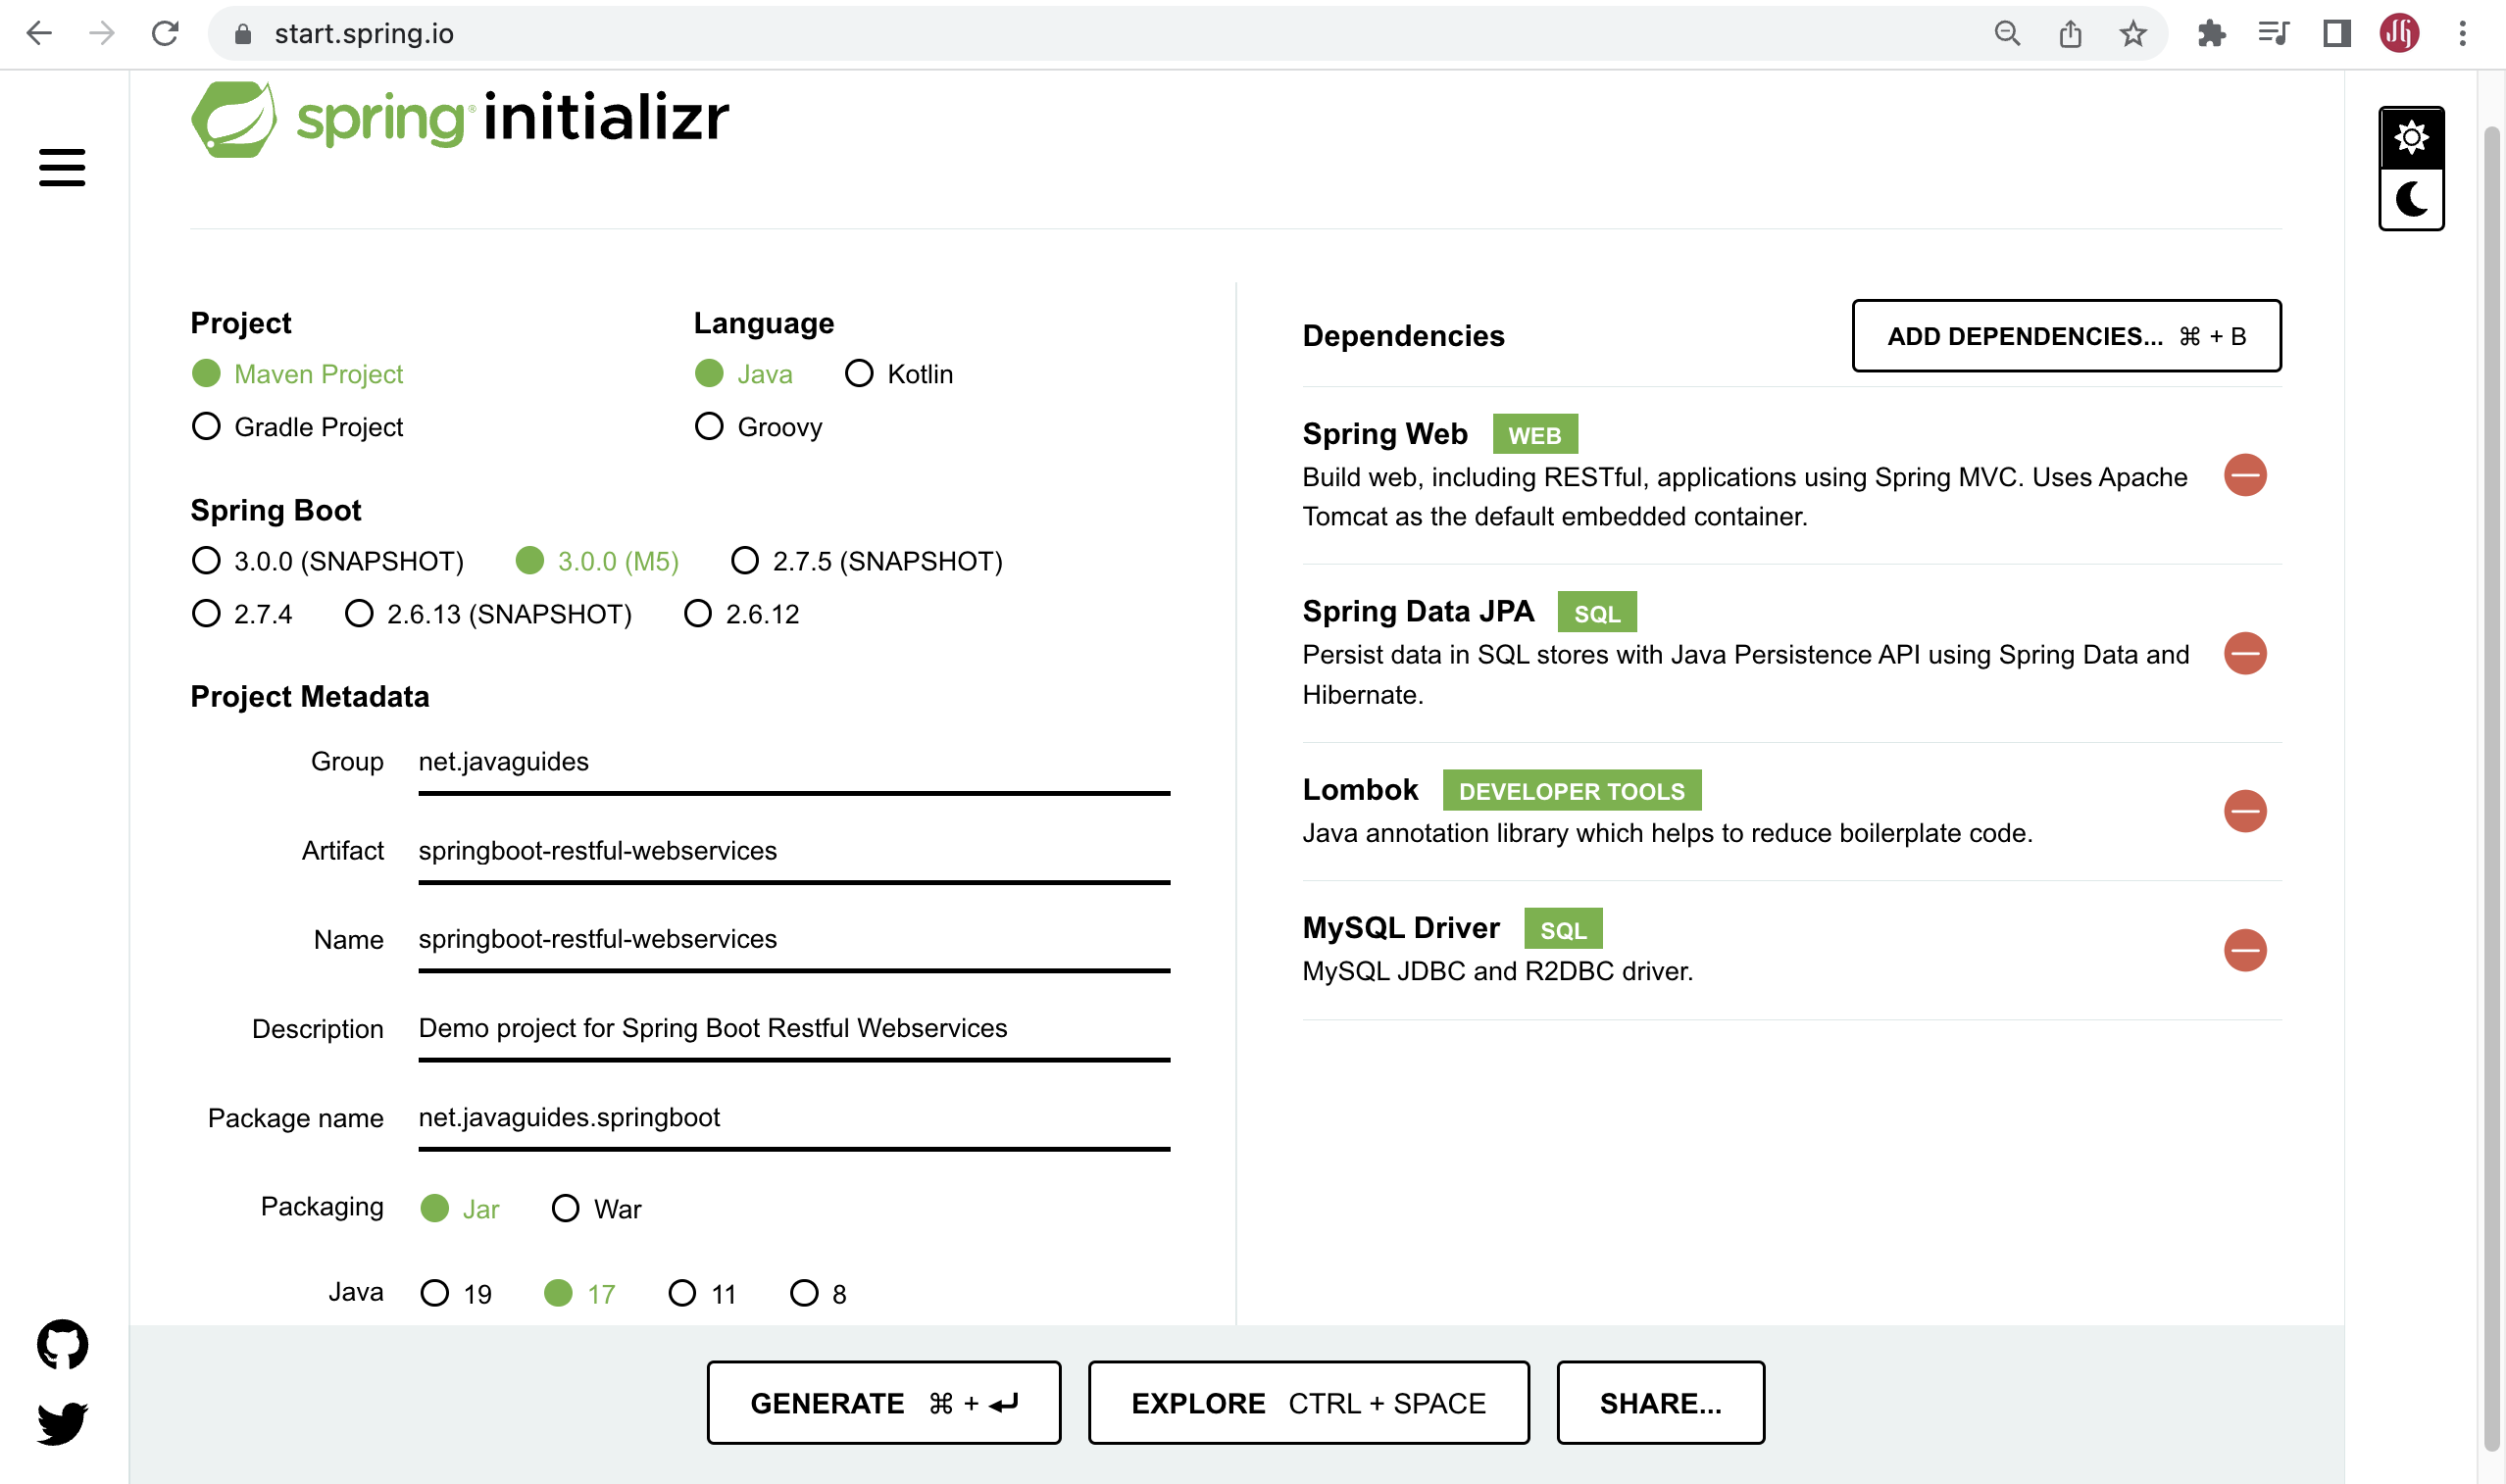 start.spring.io
spring® initializr
Project
Maven Project
Gradle Project
Language
Java Kotlin
Groovy
Spring Boot
3.0.0 (SNAPSHOT) 3.0.0 (M5) 2.7.5 (SNAPSHOT)
2.7.4 2.6.13 (SNAPSHOT) 2.6.12
Project Metadata
Group net.javaguides
Artifact springboot-restful-webservices
Name springboot-restful-webservices
Description Demo project for Spring Boot Restful Webservices
Package name net.javaguides.springboot
Packaging Jar War
Java 19 17 11 8
Dependencies ADD DEPENDENCIES... ⌘ + B
Spring Web WEB
Build web, including RESTful, applications using Spring MVC. Uses Apache
Tomcat as the default embedded container.
Spring Data JPA SQL
Persist data in SQL stores with Java Persistence API using Spring Data and
Hibernate.
Lombok DEVELOPER TOOLS
Java annotation library which helps to reduce boilerplate code.
MySQL Driver SQL
MySQL JDBC and R2DBC driver.
GENERATE ⌘ + ⏎ EXPLORE CTRL + SPACE SHARE...